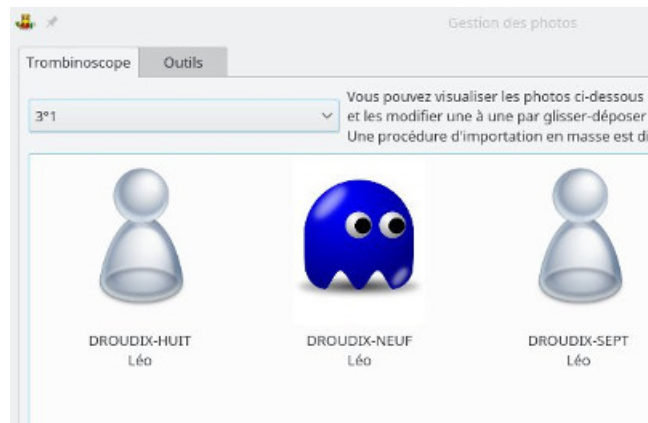 Gestion des photos
Trombinoscope Outils
3°1
Vous pouvez visualiser les photos ci-dessous
et les modifier une à une par glisser-déposer
Une procédure d'importation en masse est di
DROUDIX-HUIT
Léo
DROUDIX-NEUF
Léo
DROUDIX-SEPT
Léo